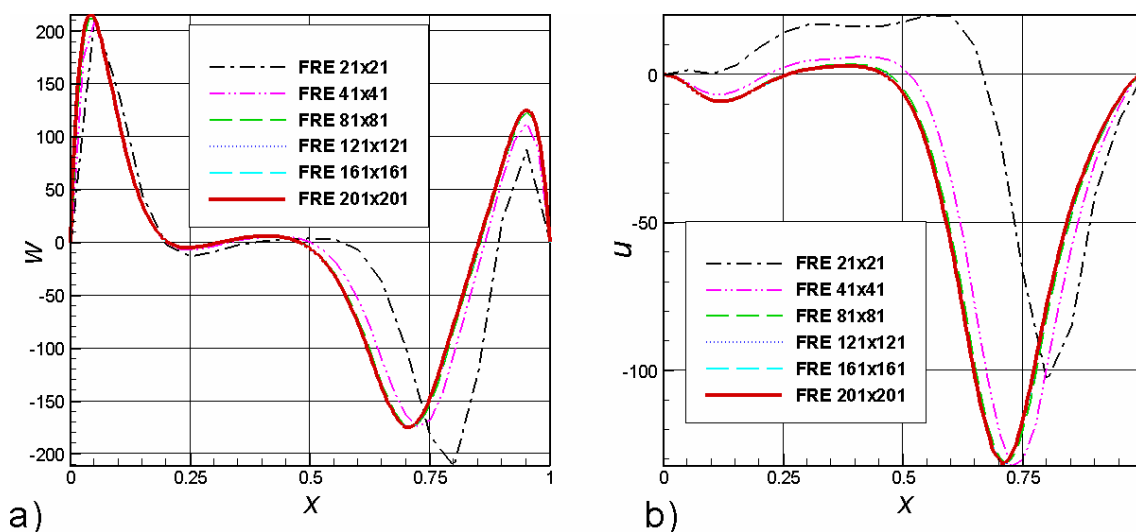 200
150
100
50
0
-50
-100
-150
-200
w
FRE 21x21
FRE 41x41
FRE 81x81
FRE 121x121
FRE 161x161
FRE 201x201
0 0.25 0.5 0.75 1
x
a)
0
-50
-100
u
FRE 21x21
FRE 41x41
FRE 81x81
FRE 121x121
FRE 161x161
FRE 201x201
0 0.25 0.5 0.75
x
b)